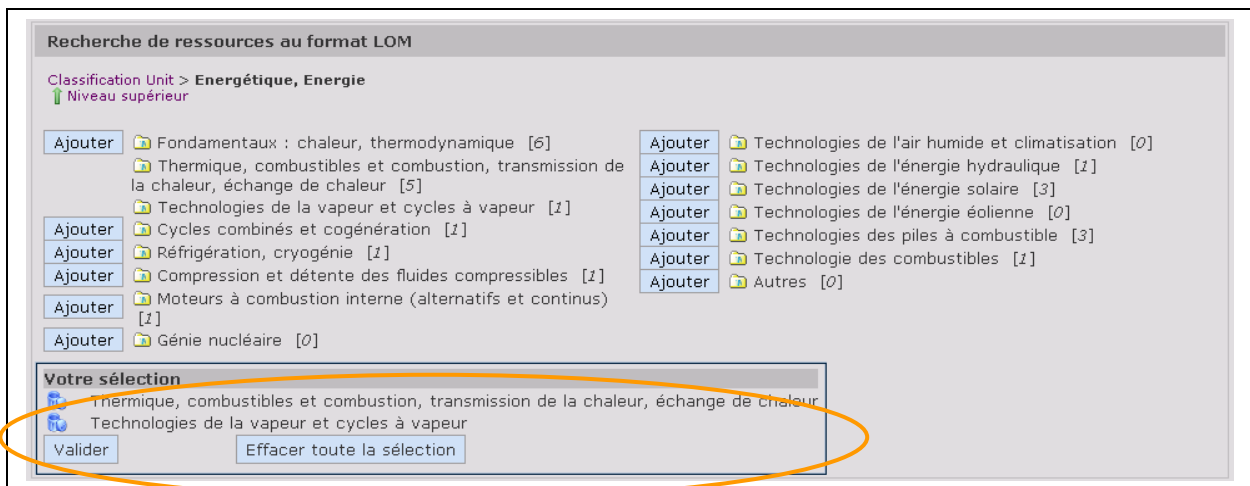 Recherche de ressources au format LOM
Classification Unit > Energétique, Energie
Niveau supérieur
Ajouter Fondamentaux : chaleur, thermodynamique [6]
Thermique, combustibles et combustion, transmission de
la chaleur, échange de chaleur [5]
Technologies de la vapeur et cycles à vapeur [1]
Ajouter Cycles combinés et cogénération [1]
Ajouter Réfrigération, cryogénie [1]
Ajouter Compression et détente des fluides compressibles [1]
Ajouter Moteurs à combustion interne (alternatifs et continus)
[1]
Ajouter Génie nucléaire [0]
Ajouter Technologies de l'air humide et climatisation [0]
Ajouter Technologies de l'énergie hydraulique [1]
Ajouter Technologies de l'énergie solaire [3]
Ajouter Technologies de l'énergie éolienne [0]
Ajouter Technologies des piles à combustible [3]
Ajouter Technologie des combustibles [1]
Ajouter Autres [0]
Votre sélection
Thermique, combustibles et combustion, transmission de la chaleur, échange de chaleur
Technologies de la vapeur et cycles à vapeur
Valider Effacer toute la sélection